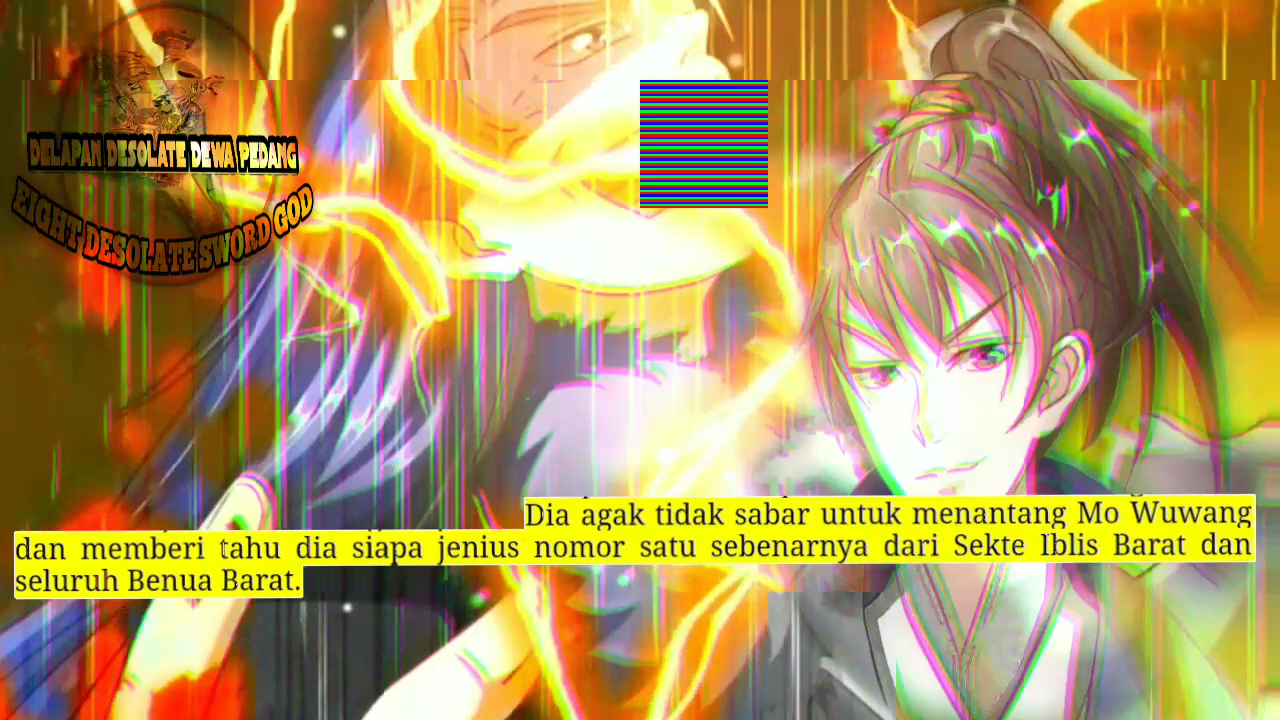 DELAPAN DESOLATE DEWA PEDANG
EIGHT DESOLATE SWORD GOD
Dia agak tidak sabar untuk menantang Mo Wuwang
dan memberi tahu dia siapa jenius nomor satu sebenarnya dari Sekte Iblis Barat dan
seluruh Benua Barat.